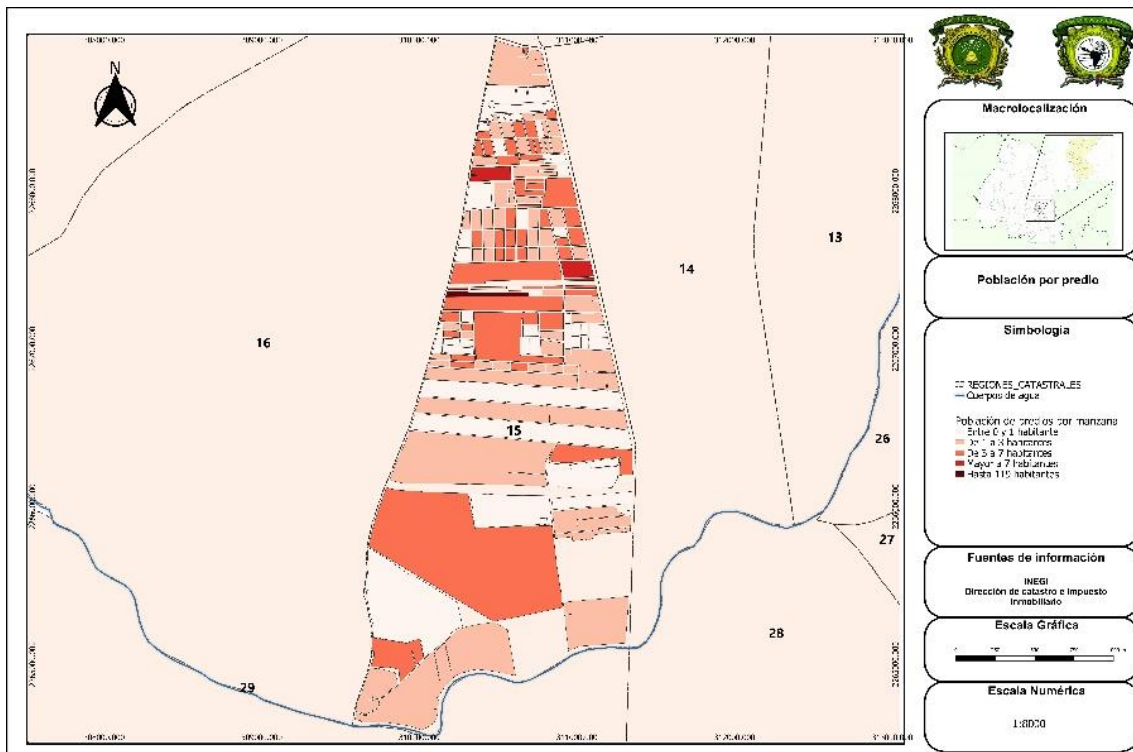 N
16
14
13
15
26
27
28
29
Macrolocalización
Población por predio
Simbología
REGIONES_CATASTRALES
Cuerpos de agua
Población de predios por manzana
Entre 0 y 1 habitante
De 1 a 3 habitantes
De 3 a 7 habitantes
Mayor a 7 habitantes
Hasta 119 habitantes
Fuentes de información
INEGI
Dirección de catastro e impuesto
inmobiliario
Escala Gráfica
Escala Numérica
1:8000